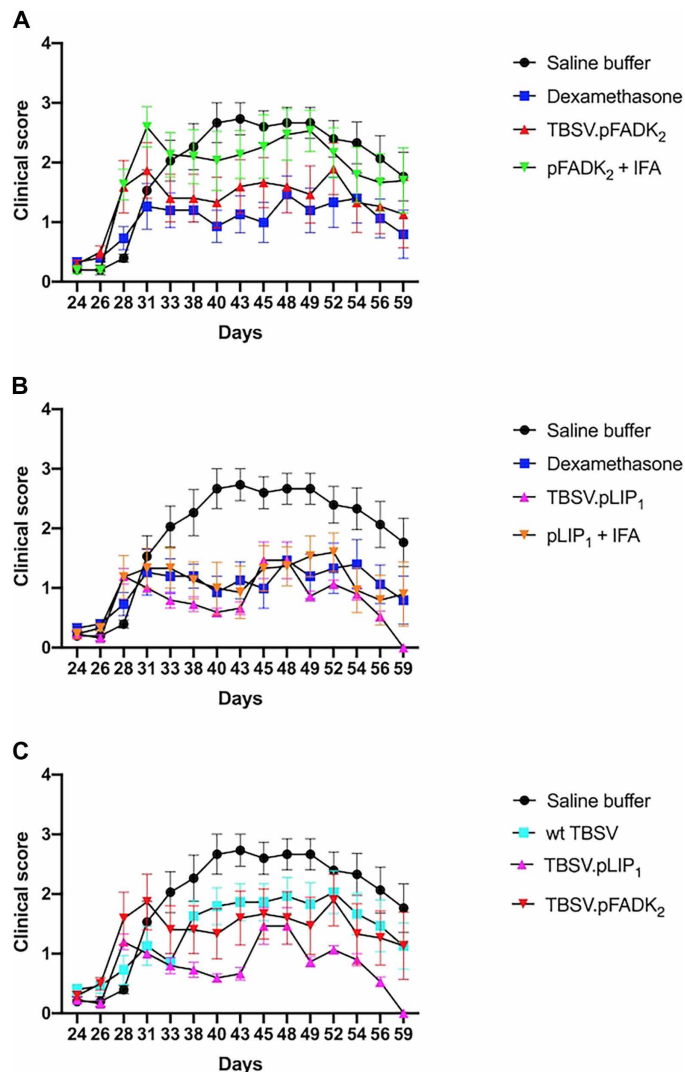 A
Clinical score
4
3
2
1
0
24 26 28 31 33 38 40 43 45 48 49 52 54 56 59
Days
Saline buffer
Dexamethasone
TBSV.pFADK₂
pFADK₂ + IFA
B
Clinical score
4
3
2
1
0
24 26 28 31 33 38 40 43 45 48 49 52 54 56 59
Days
Saline buffer
Dexamethasone
TBSV.pLIP₁
pLIP₁ + IFA
C
Clinical score
4
3
2
1
0
24 26 28 31 33 38 40 43 45 48 49 52 54 56 59
Days
Saline buffer
wt TBSV
TBSV.pLIP₁
TBSV.pFADK₂